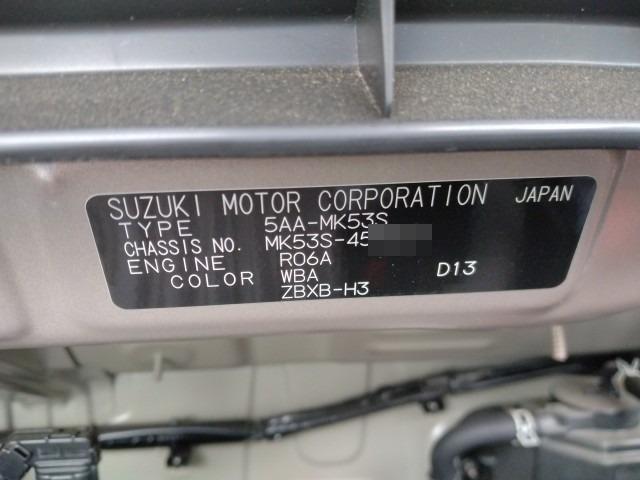 SUZUKI MOTOR CORPORATION JAPAN
TYPE 5AA-MK53S
CHASSIS NO. MK53S-45
ENGINE R06A
COLOR WBA D13
ZBXB-H3